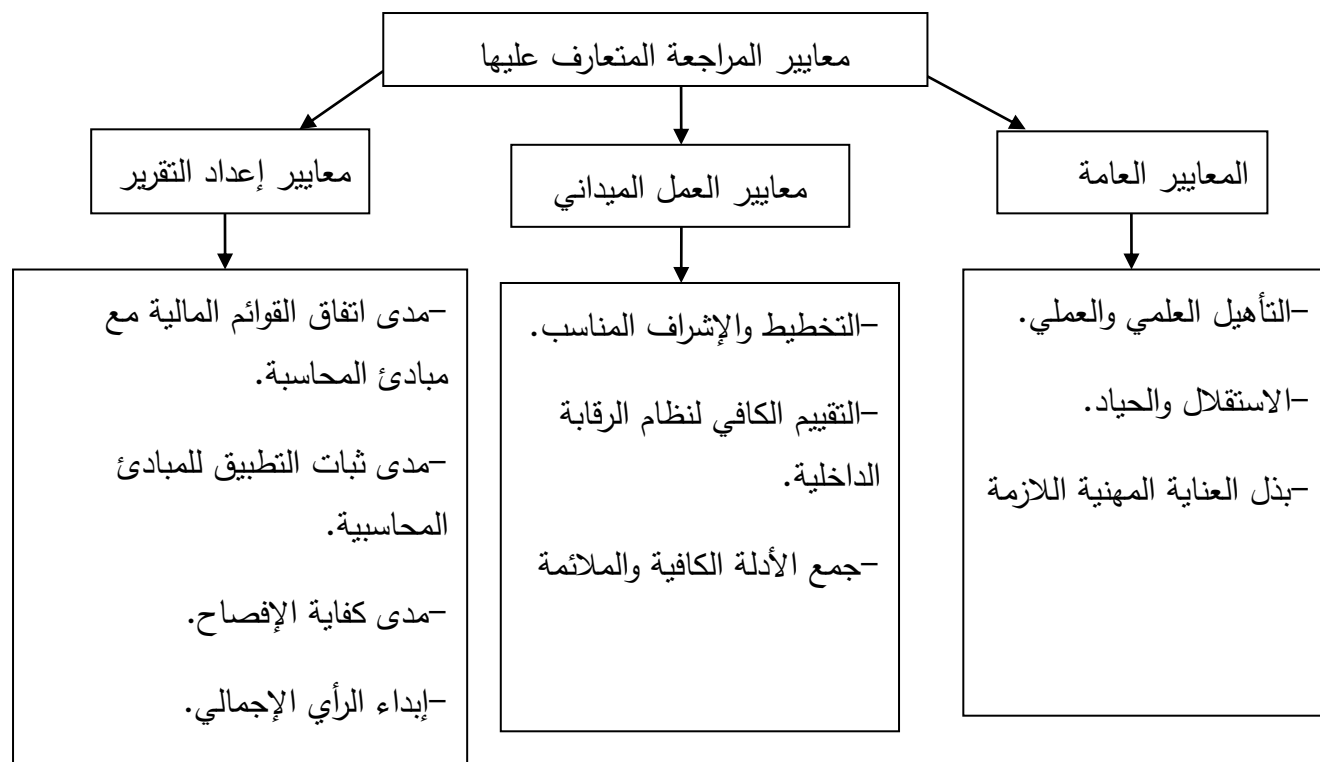 معايير المراجعة المتعارف عليها
المعايير العامة
معايير العمل الميداني
معايير إعداد التقرير
-التأهيل العلمي والعملي.
-الاستقلال والحياد.
-بذل العناية المهنية اللازمة
-التخطيط والإشراف المناسب.
-التقييم الكافي لنظام الرقابة
الداخلية.
-جمع الأدلة الكافية والملائمة
-مدى اتفاق القوائم المالية مع
مبادئ المحاسبة.
-مدى ثبات التطبيق للمبادئ
المحاسبية.
-مدى كفاية الإفصاح.
-إبداء الرأي الإجمالي.